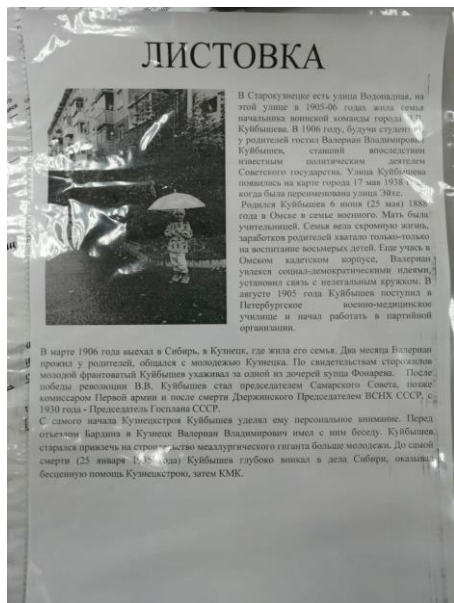 ЛИСТОВКА
В Старокузнецке есть улица Водопадная, на
этой улице в 1905-06 годах жила семья
начальника воинской команды города
Куйбышева. В 1906 году, будучи
у родителей гостил Валериан
Куйбышев, ставший впоследствии
известным политическим деятелем
Советского государства. Улица Куйбышева
появилась на карте города 17 мая 1938
когда была переименована улица Эйхе.
Родился Куйбышев 6 июня (25 мая) 1888
года в Омске в семье военного. Мать была
учительницей. Семья вела скромную жизнь,
заработков родителей хватало только-только
на воспитание восьмерых детей. Еще учась в
Омском кадетском корпусе, Валериан
увлекся социал-демократическими идеями,
установил связь с нелегальным кружком. В
августе 1905 года Куйбышев поступил в
Петербургское военно-медицинское
училище и начал работать в партийной
организации.
В марте 1906 года выехал в Сибирь, в Кузнецк, где жила его семья. Два месяца Валериан
прожил у родителей, общался с молодежью Кузнецка. По свидетельствам старожилов
молодой франтоватый Куйбышев ухаживал за одной из дочерей купца Фонарева. После
победы революции В.В. Куйбышев стал председателем Самарского Совета, позже
комиссаром Первой армии и после смерти Дзержинского Председателем ВСНХ СССР, с
1930 года - Председатель Госплана СССР.
С самого начала Кузнецкстроя Куйбышев уделял ему персональное внимание. Перед
отъездом Бардина в Кузнецк Валериан Владимирович имел с ним беседу. Куйбышев
старался привлечь на строительство металлургического гиганта больше молодежи. До самой
смерти (25 января 1935 года) Куйбышев глубоко вникал в дела Сибири, оказывал
бесценную помощь Кузнецкстрою, затем КМК.